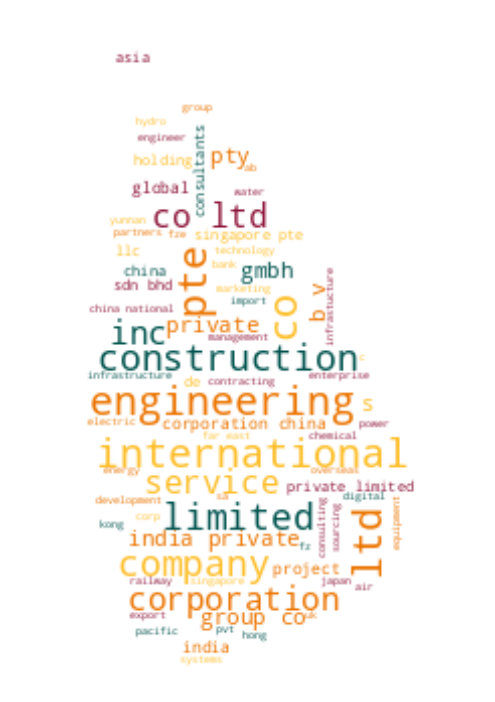 asia
group
hydro
engineer
consultants
holding
pty
ab
global
water
co ltd
yunnan
partners
fze
singapore pte
llc
technology
bank
china
gmbh
sdn bhd
pte
marketing
import
b v
infrastucture
china national
co
private
inc
management
construction
c
infrastructure
de
contracting
enterprise
engineering
s
electric
corporation china
power
far east
chemical
international
energy
overseas
service
sa
private limited
development
digital
corp
limited
kong
consulting
sourcing
ltd
equipment
india private
fz
company
project
railway
singapore
japan
air
corporation
export
group co
uk
pacific
pvt
hong
india
systems